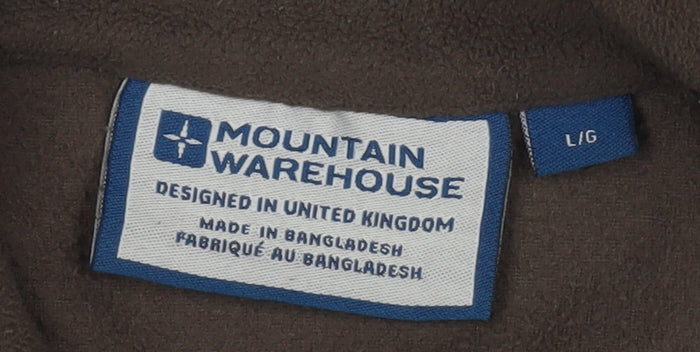 MOUNTAIN
WAREHOUSE
DESIGNED IN UNITED KINGDOM
MADE IN BANGLADESH
FABRIQUÉ AU BANGLADESH
L/G